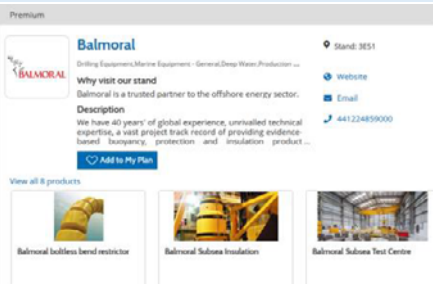 Premium
BALMORAL
Balmoral
Drilling Equipment,Marine Equipment - General,Deep Water,Production ...
Why visit our stand
Balmoral is a trusted partner to the offshore energy sector.
Description
We have 40 years' of global experience, unrivalled technical
expertise, a vast project track record of providing evidence-
based buoyancy, protection and insulation product ...
Add to My Plan
Stand: 3E51
Website
Email
441224859000
View all 8 products
Balmoral boltless bend restrictor
Balmoral Subsea Insulation
Balmoral Subsea Test Centre